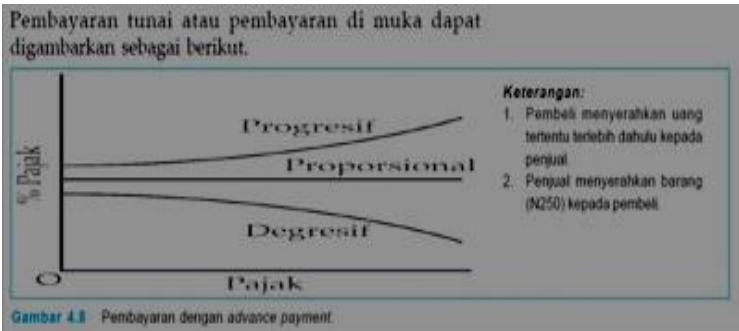 Pembayaran tunai atau pembayaran di muka dapat
digambarkan sebagai berikut.
Progresif
Proporsional
Degresif
% Pajak
O
Pajak
Keterangan:
1. Pembeli menyerahkan uang
tertentu terlebih dahulu kepada
penjual.
2. Penjual menyerahkan barang
(N250) kepada pembeli.
Gambar 4.8 Pembayaran dengan advance payment.